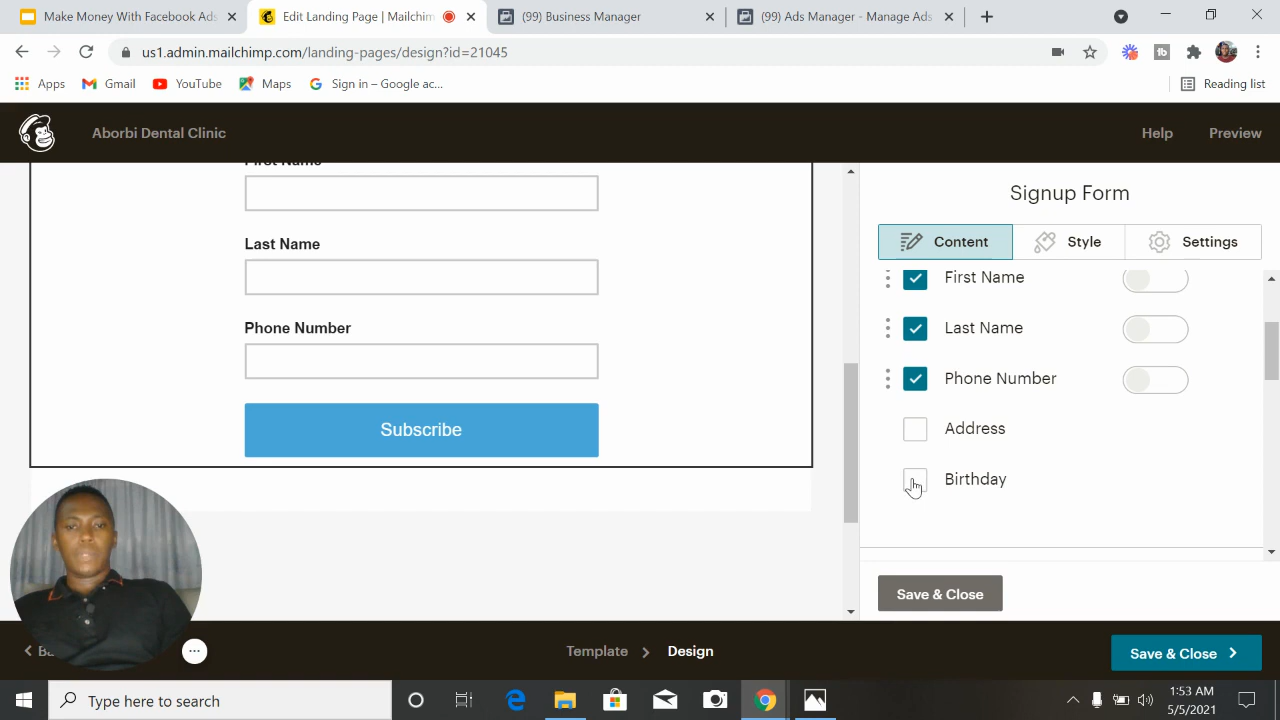 Make Money With Facebook Ads
Edit Landing Page | Mailchim
(99) Business Manager
(99) Ads Manager - Manage Ads
us1.admin.mailchimp.com/landing-pages/design?id=21045
Apps
Gmail
YouTube
Maps
Sign in – Google ac...
Reading list
Aborbi Dental Clinic
Help
Preview
First Name
Last Name
Phone Number
Subscribe
Signup Form
Content
Style
Settings
First Name
Last Name
Phone Number
Address
Birthday
Save & Close
Template
Design
Save & Close
Type here to search
1:53 AM
5/5/2021